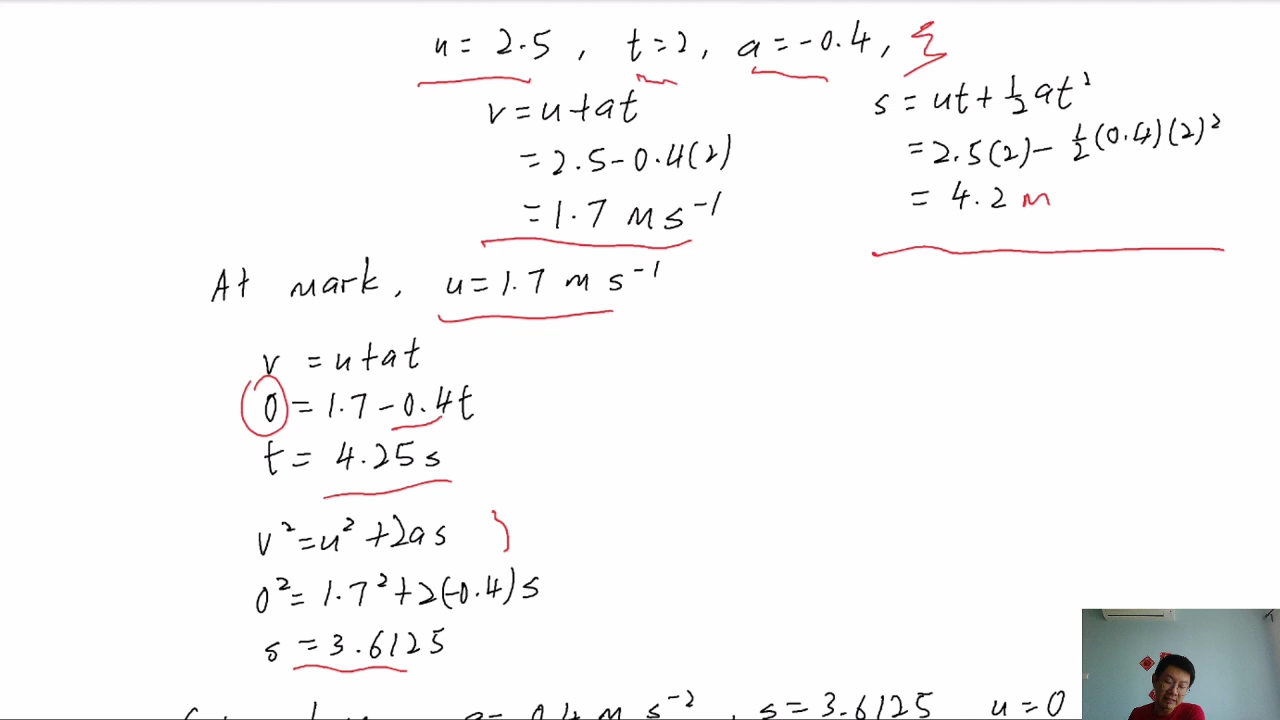 u = 2.5 , t = 2 , a = -0.4 , s
v = u + at
= 2.5 - 0.4(2)
= 1.7 m s⁻¹
s = ut + ½at²
= 2.5(2) - ½(0.4)(2)²
= 4.2 m
At mark, u = 1.7 m s⁻¹
v = u + at
0 = 1.7 - 0.4t
t = 4.25 s
v² = u² + 2as
0² = 1.7² + 2(-0.4)s
s = 3.6125
s = 3.6125 u = 0